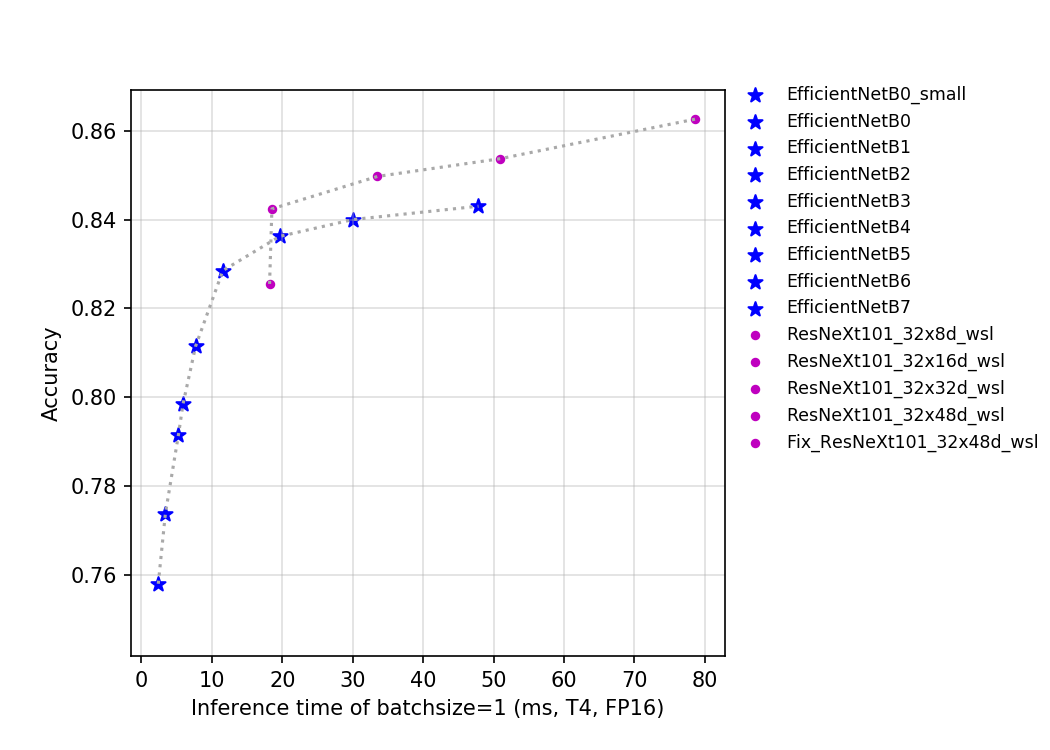 EfficientNetB0_small
EfficientNetB0
EfficientNetB1
EfficientNetB2
EfficientNetB3
EfficientNetB4
EfficientNetB5
EfficientNetB6
EfficientNetB7
ResNeXt101_32x8d_wsl
ResNeXt101_32x16d_wsl
ResNeXt101_32x32d_wsl
ResNeXt101_32x48d_wsl
Fix_ResNeXt101_32x48d_wsl
0.86
0.84
0.82
0.80
0.78
0.76
Accuracy
0 10 20 30 40 50 60 70 80
Inference time of batchsize=1 (ms, T4, FP16)